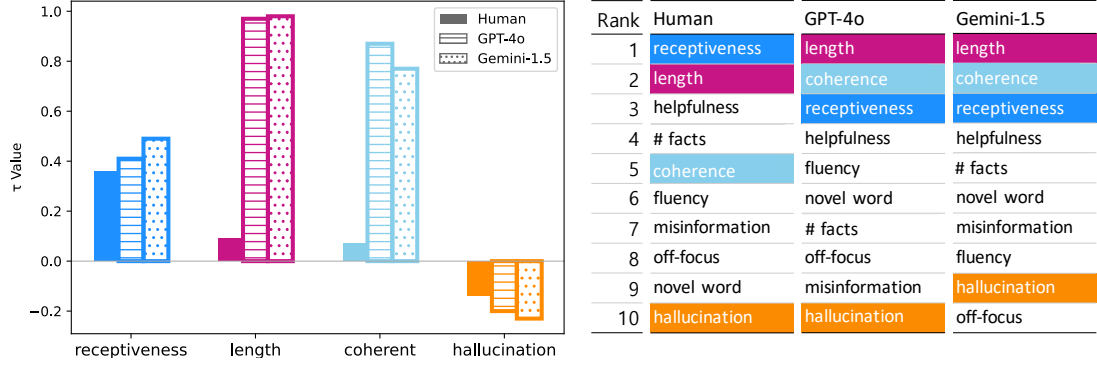 τ Value
1.0
0.8
0.6
0.4
0.2
0.0
−0.2
receptiveness length coherent hallucination
Human
GPT-4o
Gemini-1.5
Rank Human GPT-4o Gemini-1.5
1 receptiveness length length
2 length coherence coherence
3 helpfulness receptiveness receptiveness
4 # facts helpfulness helpfulness
5 coherence fluency # facts
6 fluency novel word novel word
7 misinformation # facts misinformation
8 off-focus off-focus fluency
9 novel word misinformation hallucination
10 hallucination hallucination off-focus